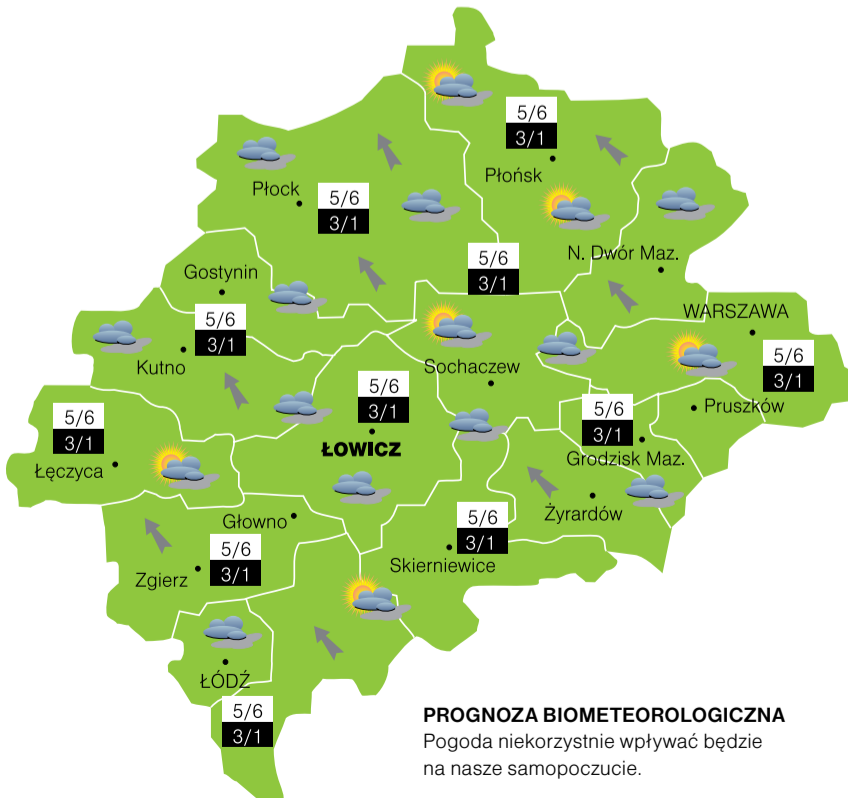 5/6
3/1
Płońsk
Płock
5/6
3/1
5/6
3/1
N. Dwór Maz.
Gostynin
5/6
3/1
Kutno
WARSZAWA
5/6
3/1
Sochaczew
5/6
3/1
ŁOWICZ
5/6
3/1
Pruszków
5/6
3/1
Łęczyca
Grodzisk Maz.
Żyrardów
Głowno
5/6
3/1
Skierniewice
5/6
3/1
Zgierz
ŁÓDŹ
5/6
3/1
PROGNOZA BIOMETEOROLOGICZNA
Pogoda niekorzystnie wpływać będzie
na nasze samopoczucie.